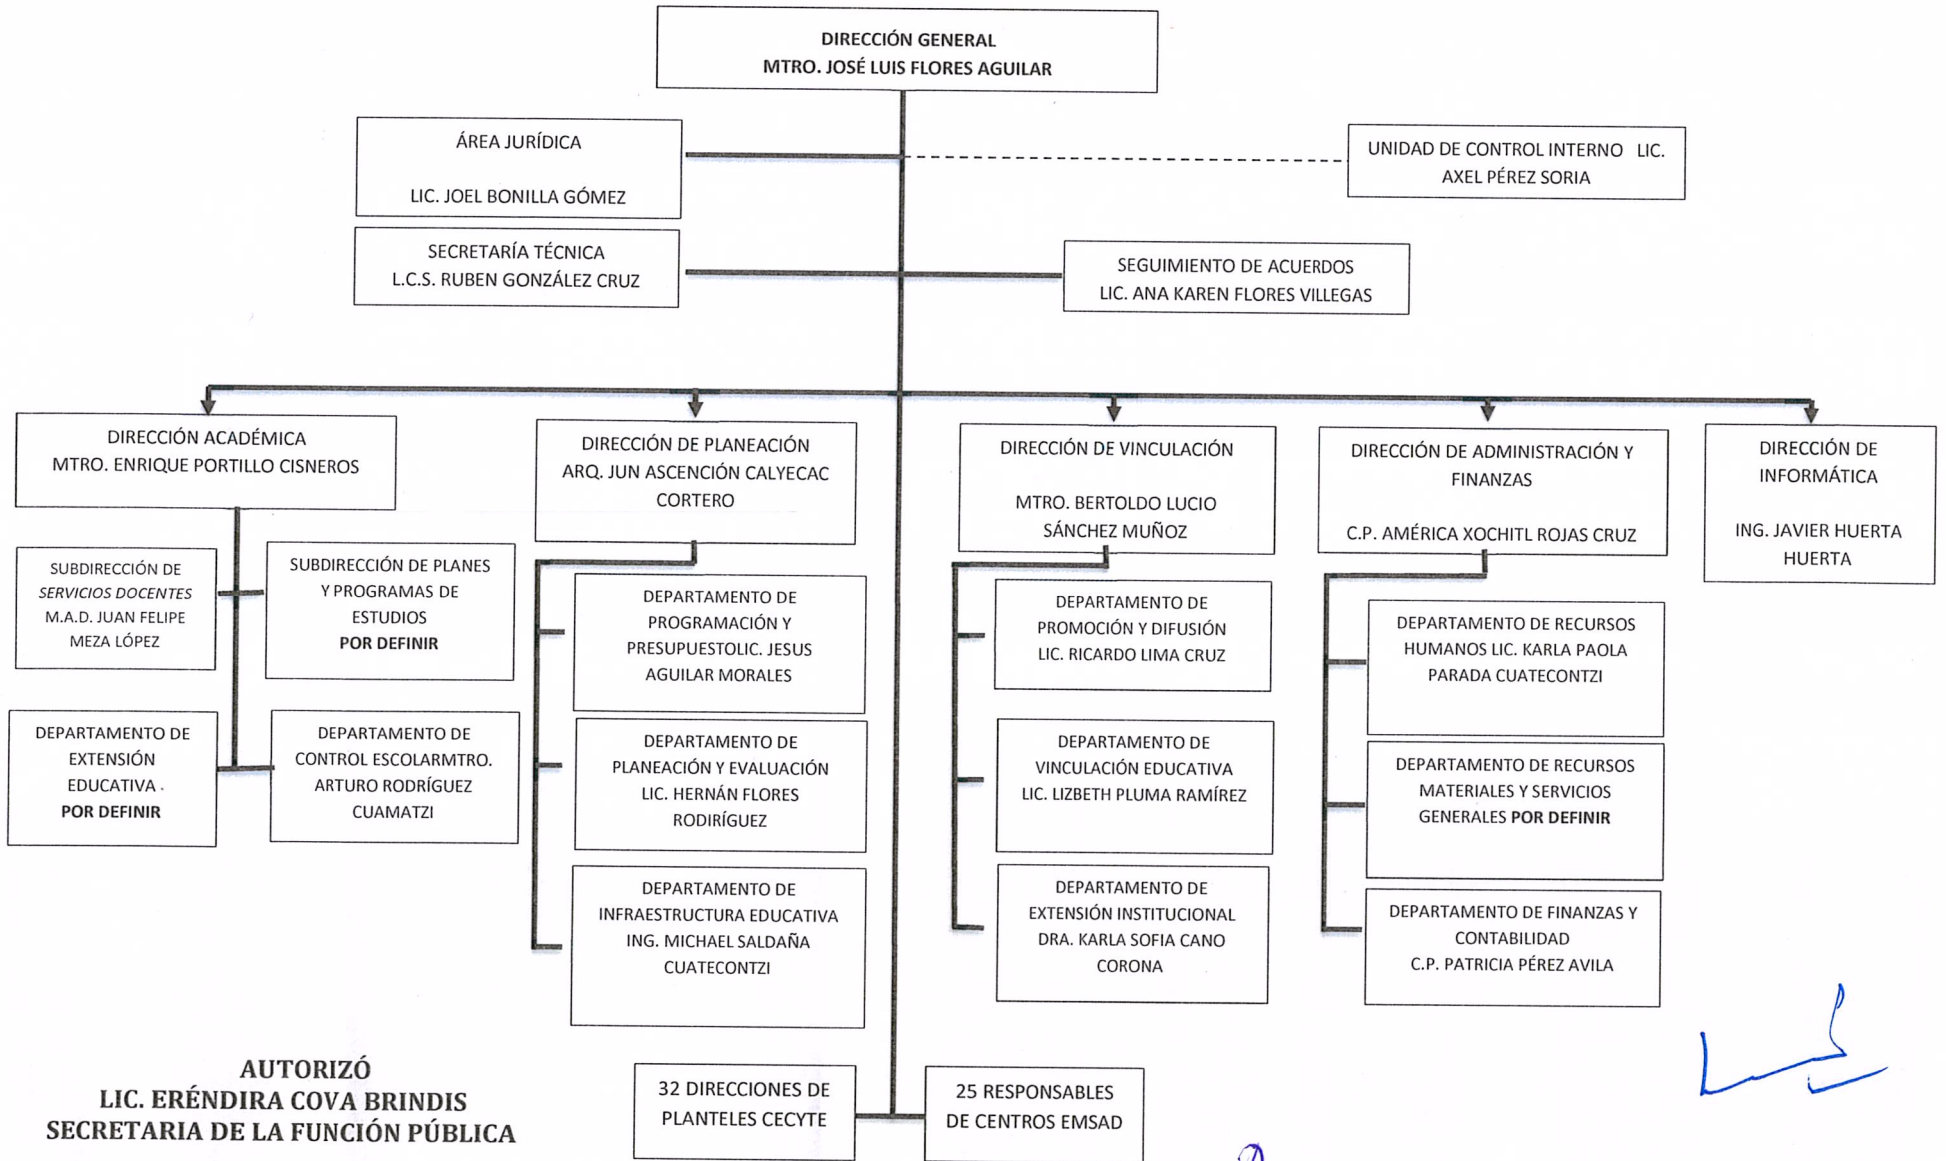 DIRECCIÓN GENERAL
MTRO. JOSÉ LUIS FLORES AGUILAR
ÁREA JURÍDICA
LIC. JOEL BONILLA GÓMEZ
UNIDAD DE CONTROL INTERNO LIC.
AXEL PÉREZ SORIA
SECRETARÍA TÉCNICA
L.C.S. RUBEN GONZÁLEZ CRUZ
SEGUIMIENTO DE ACUERDOS
LIC. ANA KAREN FLORES VILLEGAS
DIRECCIÓN ACADÉMICA
MTRO. ENRIQUE PORTILLO CISNEROS
DIRECCIÓN DE PLANEACIÓN
ARQ. JUN ASCENCIÓN CALYECAC
CORTERO
DIRECCIÓN DE VINCULACIÓN
MTRO. BERTOLDO LUCIO
SÁNCHEZ MUÑOZ
DIRECCIÓN DE ADMINISTRACIÓN Y
FINANZAS
C.P. AMÉRICA XOCHITL ROJAS CRUZ
DIRECCIÓN DE
INFORMÁTICA
ING. JAVIER HUERTA
HUERTA
SUBDIRECCIÓN DE
SERVICIOS DOCENTES
M.A.D. JUAN FELIPE
MEZA LÓPEZ
SUBDIRECCIÓN DE PLANES
Y PROGRAMAS DE
ESTUDIOS
POR DEFINIR
DEPARTAMENTO DE
EXTENSIÓN
EDUCATIVA
POR DEFINIR
DEPARTAMENTO DE
CONTROL ESCOLARMTRO.
ARTURO RODRÍGUEZ
CUAMATZI
DEPARTAMENTO DE
PROGRAMACIÓN Y
PRESUPUESTOLIC. JESUS
AGUILAR MORALES
DEPARTAMENTO DE
PLANEACIÓN Y EVALUACIÓN
LIC. HERNÁN FLORES
RODIRÍGUEZ
DEPARTAMENTO DE
INFRAESTRUCTURA EDUCATIVA
ING. MICHAEL SALDAÑA
CUATECONTZI
DEPARTAMENTO DE
PROMOCIÓN Y DIFUSIÓN
LIC. RICARDO LIMA CRUZ
DEPARTAMENTO DE
VINCULACIÓN EDUCATIVA
LIC. LIZBETH PLUMA RAMÍREZ
DEPARTAMENTO DE
EXTENSIÓN INSTITUCIONAL
DRA. KARLA SOFIA CANO
CORONA
DEPARTAMENTO DE RECURSOS
HUMANOS LIC. KARLA PAOLA
PARADA CUATECONTZI
DEPARTAMENTO DE RECURSOS
MATERIALES Y SERVICIOS
GENERALES POR DEFINIR
DEPARTAMENTO DE FINANZAS Y
CONTABILIDAD
C.P. PATRICIA PÉREZ AVILA
AUTORIZÓ
LIC. ERÉNDIRA COVA BRINDIS
SECRETARIA DE LA FUNCIÓN PÚBLICA
32 DIRECCIONES DE
PLANTELES CECYTE
25 RESPONSABLES
DE CENTROS EMSAD